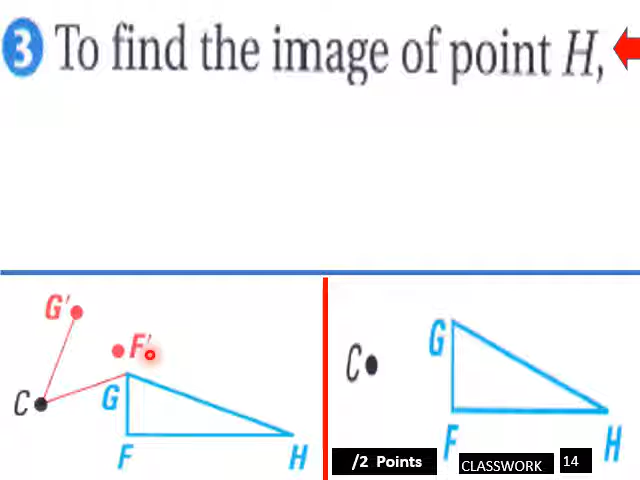 3 To find the image of point H,
G'
F'
C
G
F
H
C
G
F
H
/2 Points
CLASSWORK
14